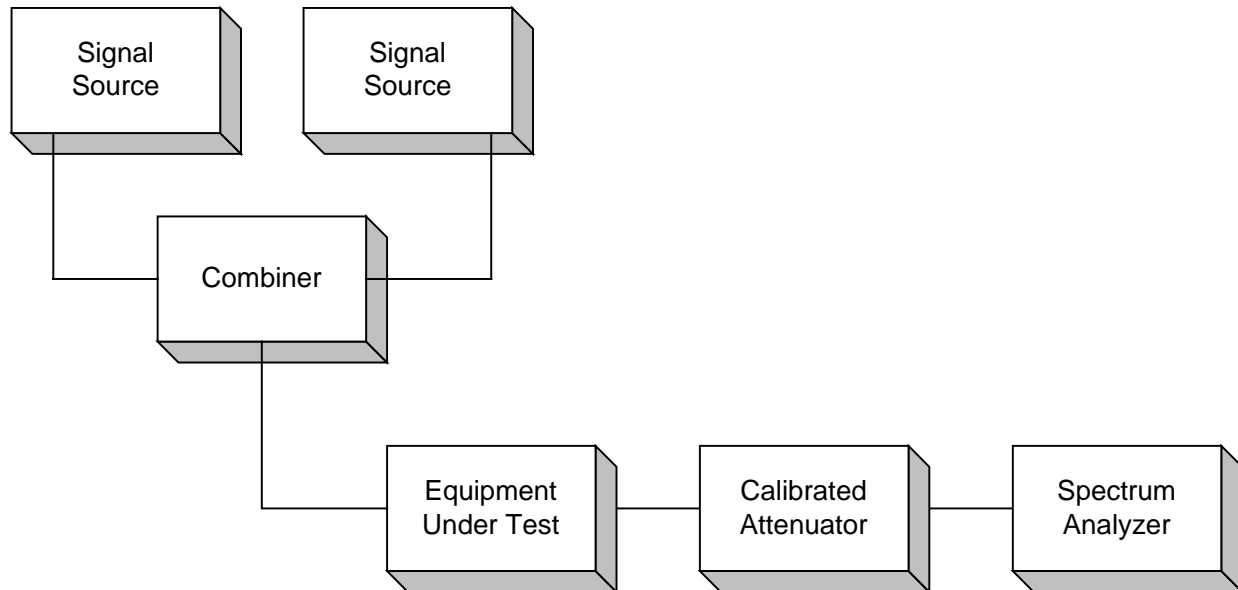 Signal
Source
Signal
Source
Combiner
Equipment
Under Test
Calibrated
Attenuator
Spectrum
Analyzer